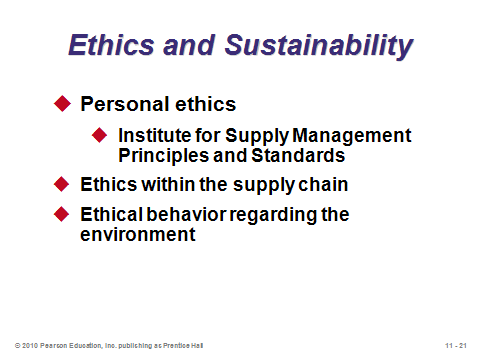 Ethics and Sustainability
Personal ethics
Institute for Supply Management
Principles and Standards
Ethics within the supply chain
Ethical behavior regarding the
environment
© 2010 Pearson Education, Inc. publishing as Prentice Hall
11 - 21